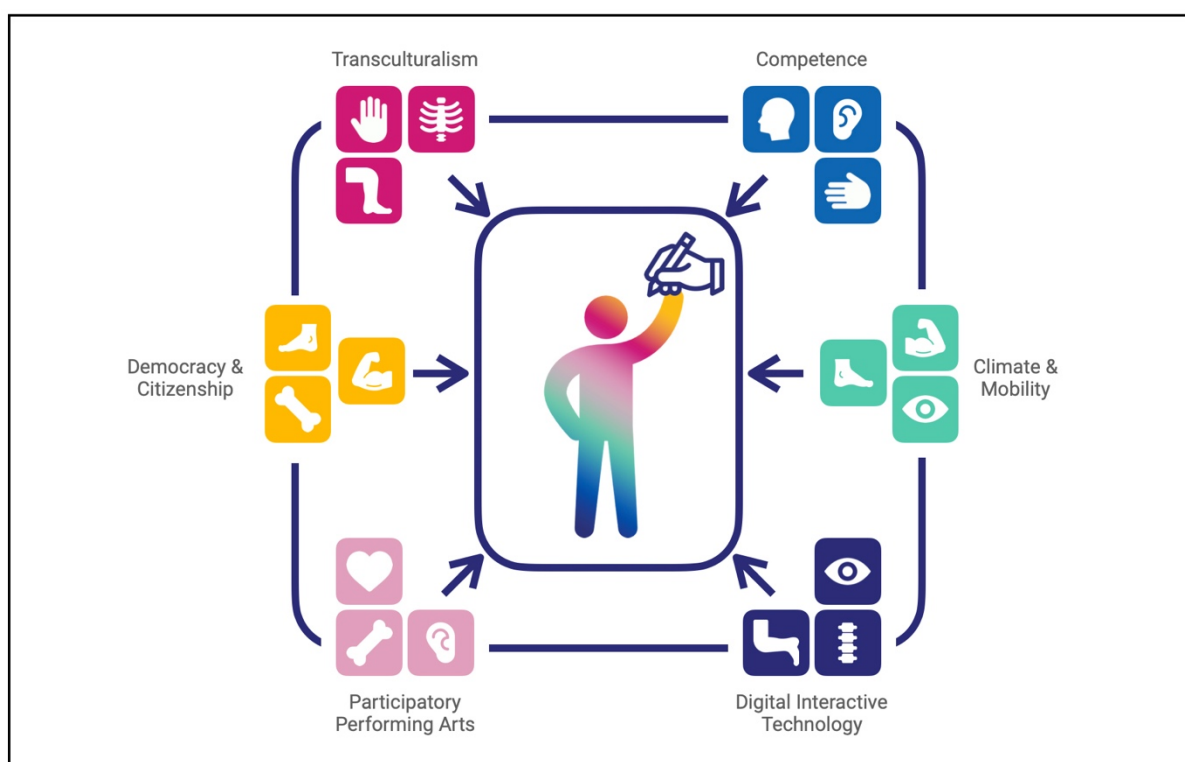 Transculturalism
Competence
Democracy &
Citizenship
Climate &
Mobility
Participatory
Performing Arts
Digital Interactive
Technology